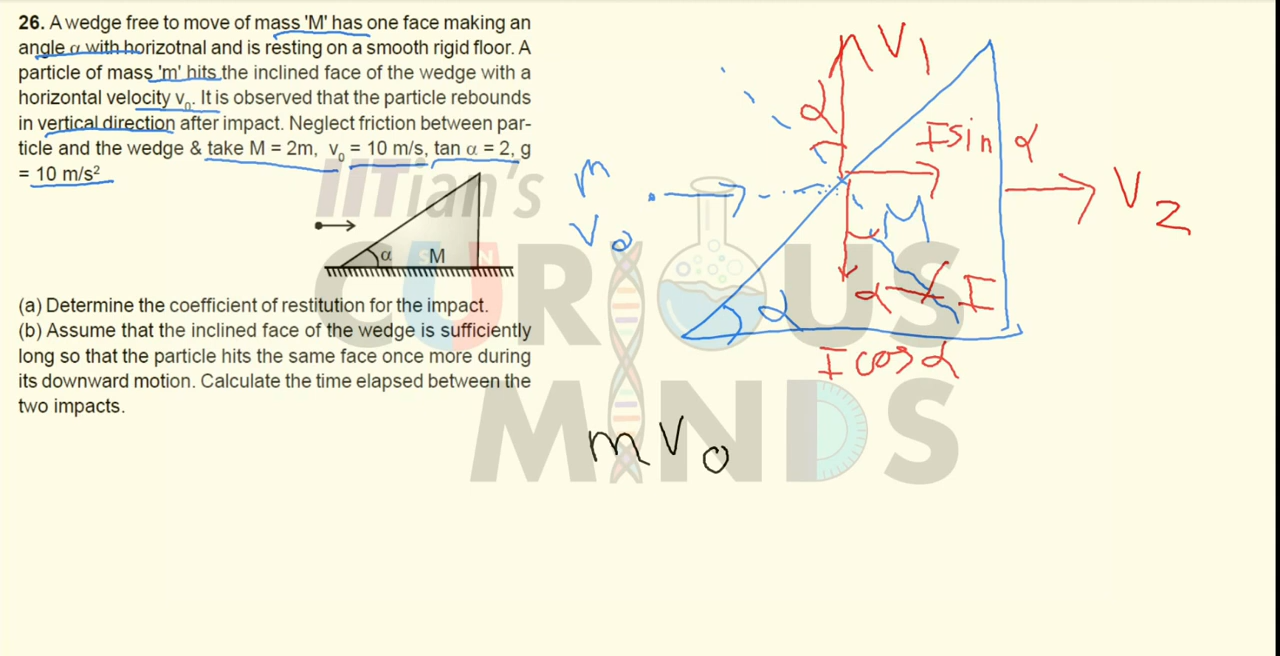 26. A wedge free to move of mass 'M' has one face making an
angle α with horizotnal and is resting on a smooth rigid floor. A
particle of mass 'm' hits the inclined face of the wedge with a
horizontal velocity v₀. It is observed that the particle rebounds
in vertical direction after impact. Neglect friction between par-
ticle and the wedge & take M = 2m, v₀ = 10 m/s, tan α = 2, g
= 10 m/s²
α M
(a) Determine the coefficient of restitution for the impact.
(b) Assume that the inclined face of the wedge is sufficiently
long so that the particle hits the same face once more during
its downward motion. Calculate the time elapsed between the
two impacts.
IITian's
CURIOUS
MINDS
V₁
α
I sin α
m
V₀
V₂
M
α
I
α
I cos α
m v₀